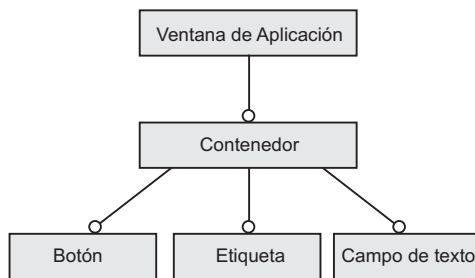 Ventana de Aplicación
Contenedor
Botón
Etiqueta
Campo de texto